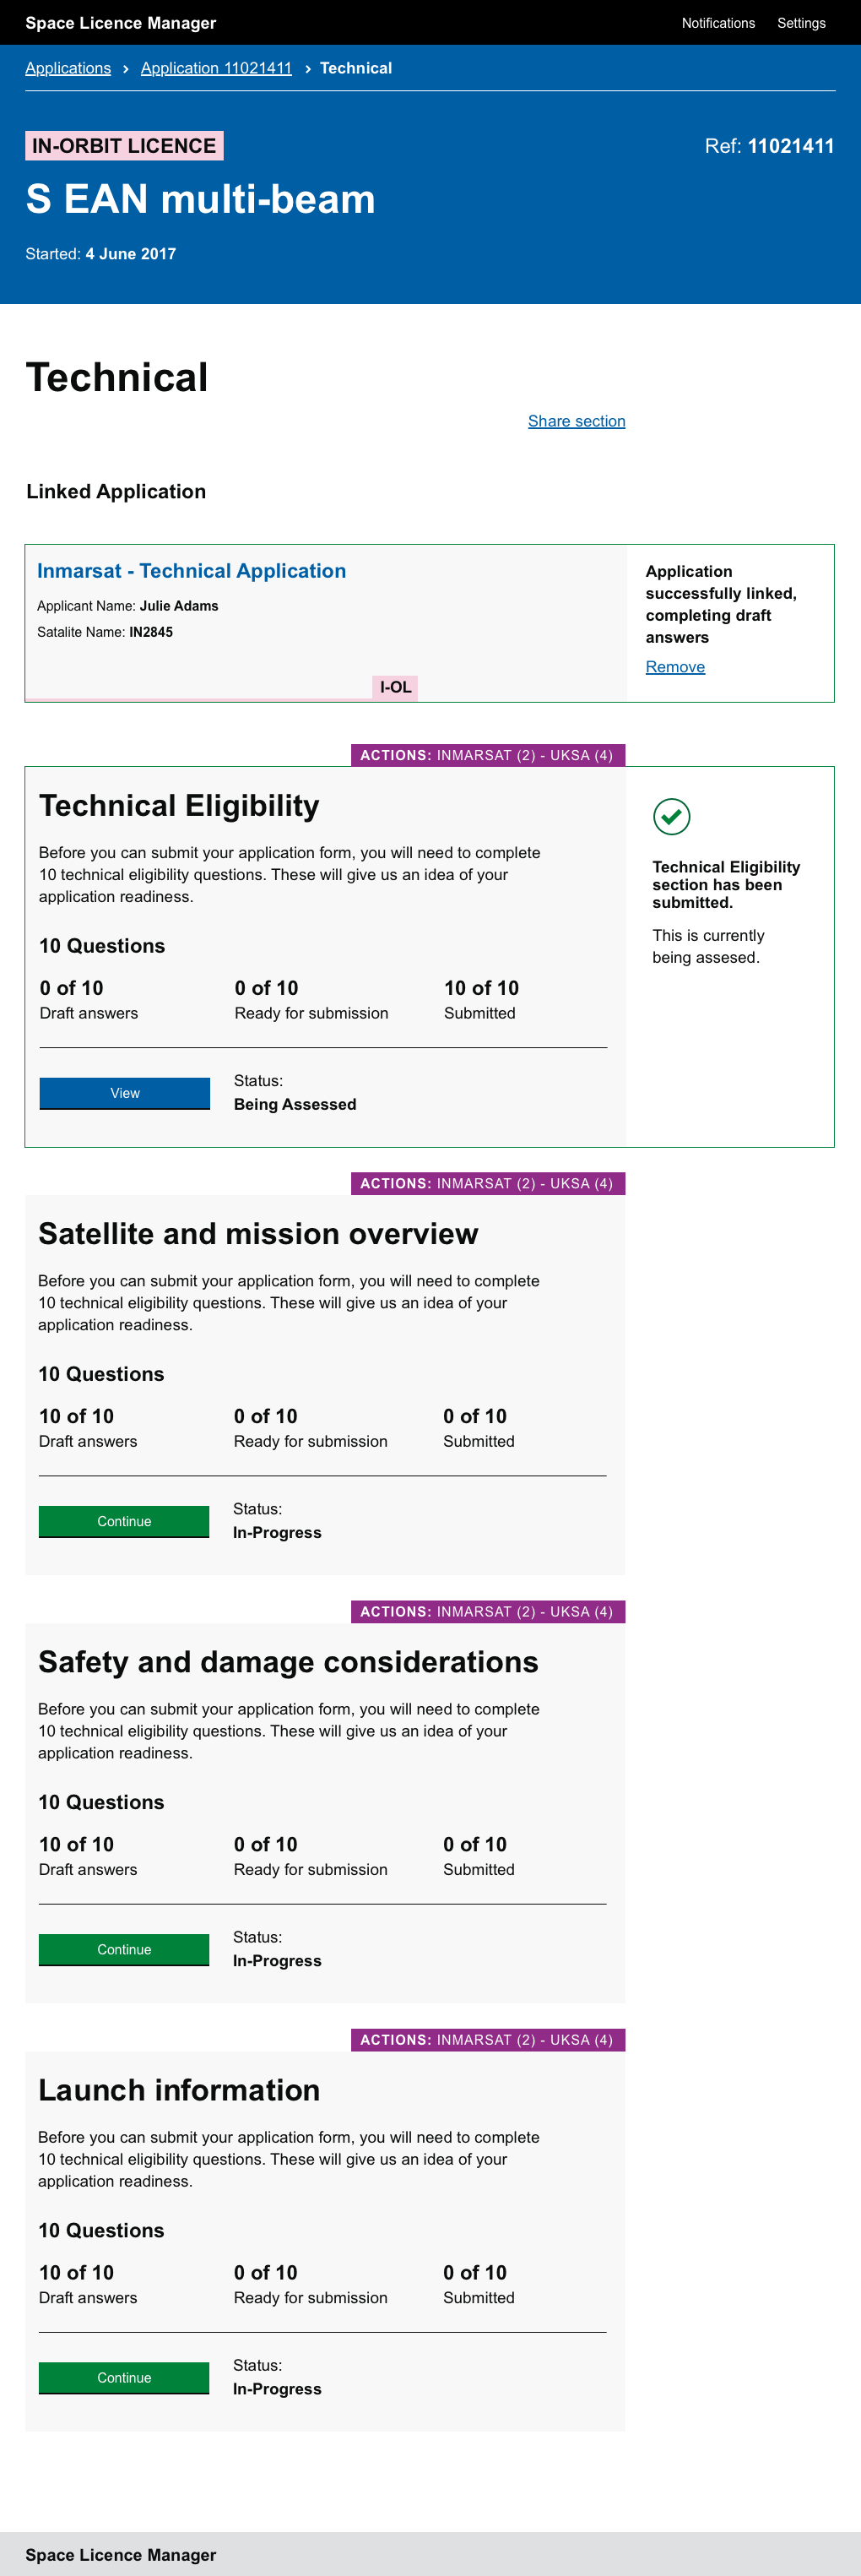 Space Licence Manager
Notifications Settings
Applications › Application 11021411 › Technical
IN-ORBIT LICENCE
Ref: 11021411
S EAN multi-beam
Started: 4 June 2017
Technical
Share section
Linked Application
Inmarsat - Technical Application
Applicant Name: Julie Adams
Satalite Name: IN2845
I-OL
Application
successfully linked,
completing draft
answers
Remove
ACTIONS: INMARSAT (2) - UKSA (4)
Technical Eligibility
Before you can submit your application form, you will need to complete
10 technical eligibility questions. These will give us an idea of your
application readiness.
10 Questions
0 of 10 0 of 10 10 of 10
Draft answers Ready for submission Submitted
View
Status:
Being Assessed
Technical Eligibility
section has been
submitted.
This is currently
being assesed.
ACTIONS: INMARSAT (2) - UKSA (4)
Satellite and mission overview
Before you can submit your application form, you will need to complete
10 technical eligibility questions. These will give us an idea of your
application readiness.
10 Questions
10 of 10 0 of 10 0 of 10
Draft answers Ready for submission Submitted
Continue
Status:
In-Progress
ACTIONS: INMARSAT (2) - UKSA (4)
Safety and damage considerations
Before you can submit your application form, you will need to complete
10 technical eligibility questions. These will give us an idea of your
application readiness.
10 Questions
10 of 10 0 of 10 0 of 10
Draft answers Ready for submission Submitted
Continue
Status:
In-Progress
ACTIONS: INMARSAT (2) - UKSA (4)
Launch information
Before you can submit your application form, you will need to complete
10 technical eligibility questions. These will give us an idea of your
application readiness.
10 Questions
10 of 10 0 of 10 0 of 10
Draft answers Ready for submission Submitted
Continue
Status:
In-Progress
Space Licence Manager